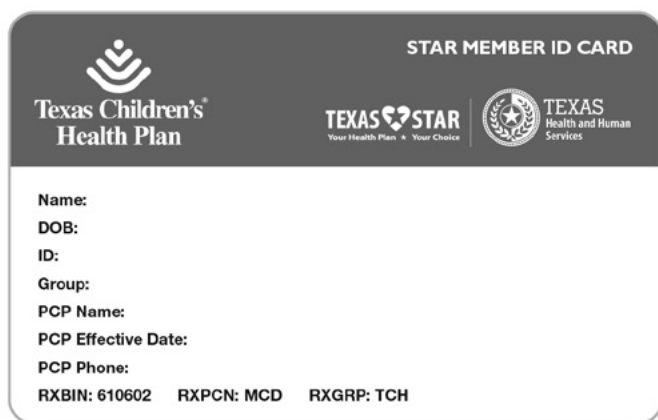 STAR MEMBER ID CARD
Texas Children's®
Health Plan
TEXAS STAR
Your Health Plan ★ Your Choice
TEXAS
Health and Human
Services
Name:
DOB:
ID:
Group:
PCP Name:
PCP Effective Date:
PCP Phone:
RXBIN: 610602 RXPCN: MCD RXGRP: TCH